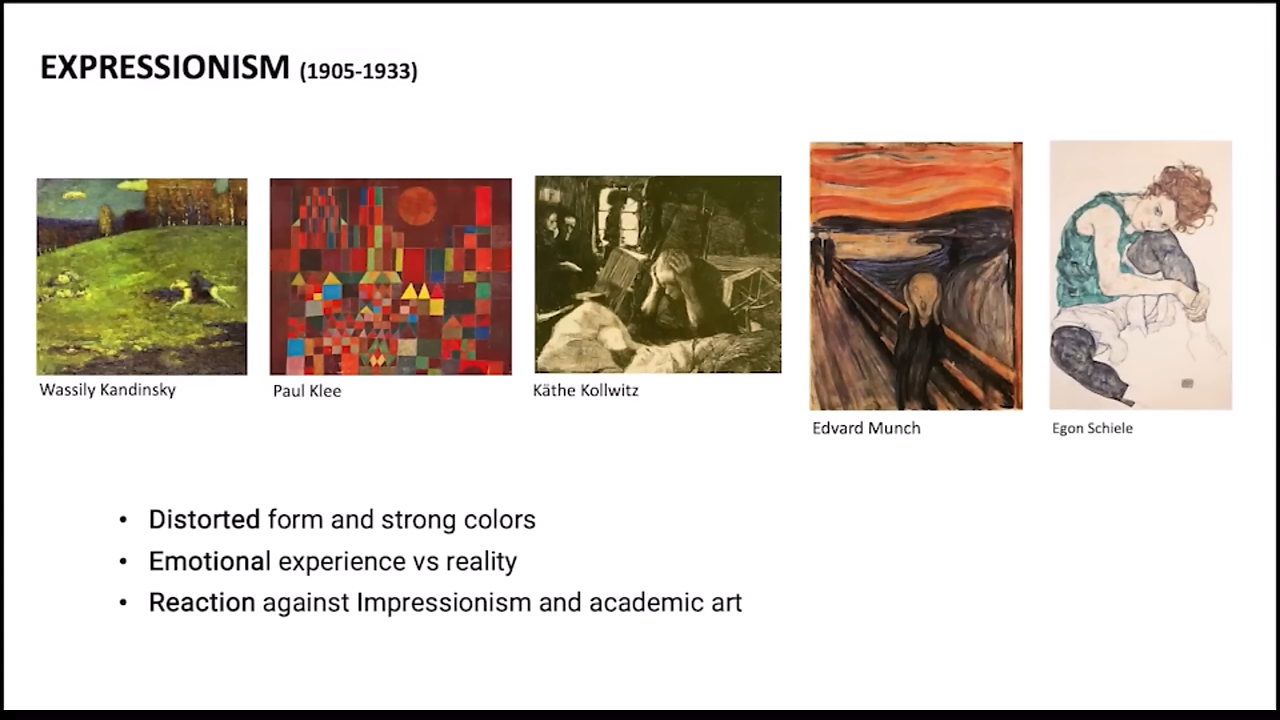 EXPRESSIONISM (1905-1933)
Wassily Kandinsky
Paul Klee
Käthe Kollwitz
Edvard Munch
Egon Schiele
• Distorted form and strong colors
• Emotional experience vs reality
• Reaction against Impressionism and academic art